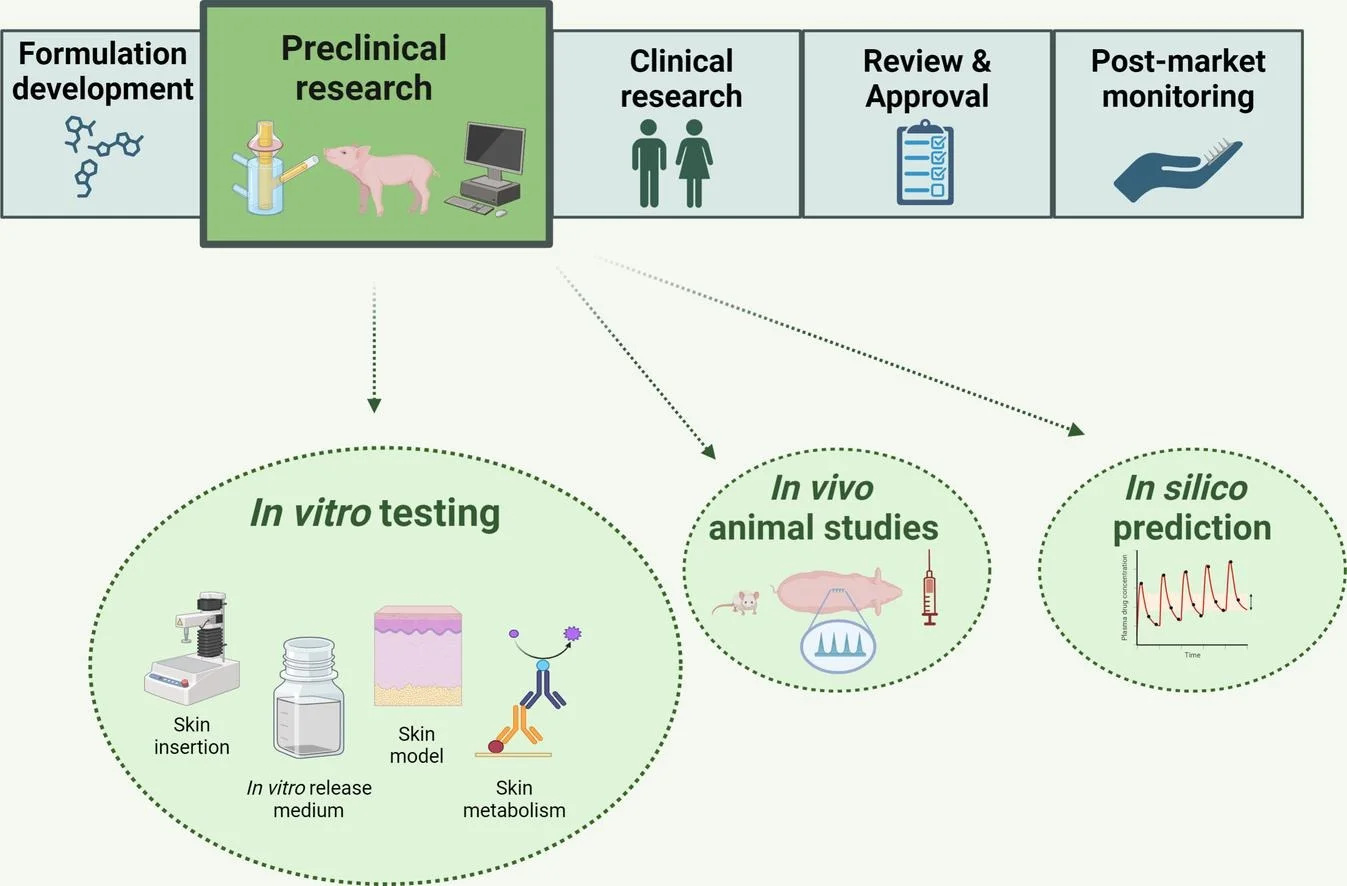 Formulation
development
Preclinical
research
Clinical
research
Review &
Approval
Post-market
monitoring
In vitro testing
Skin
insertion
In vitro release
medium
Skin
model
Skin
metabolism
In vivo
animal studies
In silico
prediction
Plasma drug concentration
Time